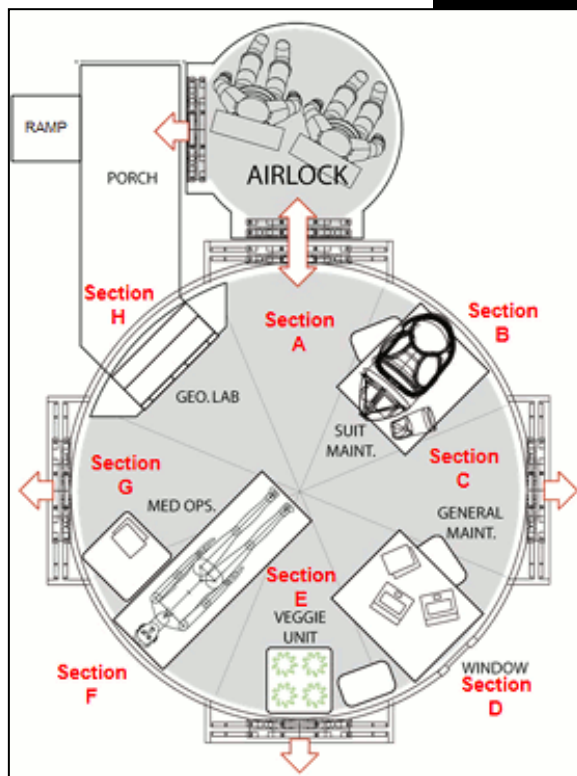 RAMP
PORCH
AIRLOCK
Section
H
Section
A
Section
B
GEO.LAB
SUIT
MAINT.
Section
G
Section
C
MED OPS.
GENERAL
MAINT.
Section
E
VEGGIE
UNIT
Section
F
WINDOW
Section
D